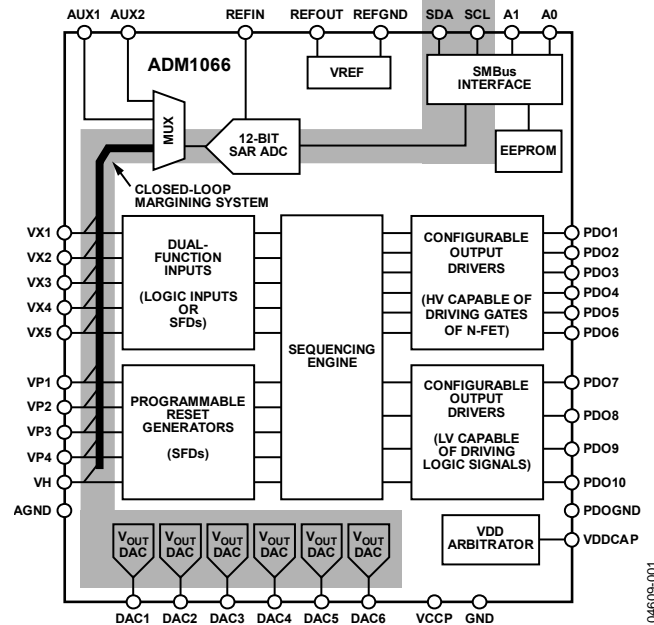 AUX1 AUX2 REFIN REFOUT REFGND SDA SCL A1 A0
ADM1066
VREF
SMBus
INTERFACE
MUX
12-BIT
SAR ADC
EEPROM
CLOSED-LOOP
MARGINING SYSTEM
VX1
VX2
VX3
VX4
VX5
VP1
VP2
VP3
VP4
VH
AGND
DUAL-
FUNCTION
INPUTS
(LOGIC INPUTS
OR
SFDs)
PROGRAMMABLE
RESET
GENERATORS
(SFDs)
SEQUENCING
ENGINE
CONFIGURABLE
OUTPUT
DRIVERS
(HV CAPABLE OF
DRIVING GATES
OF N-FET)
CONFIGURABLE
OUTPUT
DRIVERS
(LV CAPABLE
OF DRIVING
LOGIC SIGNALS)
PDO1
PDO2
PDO3
PDO4
PDO5
PDO6
PDO7
PDO8
PDO9
PDO10
PDOGND
VDDCAP
VDD
ARBITRATOR
VOUT
DAC
VOUT
DAC
VOUT
DAC
VOUT
DAC
VOUT
DAC
VOUT
DAC
DAC1 DAC2 DAC3 DAC4 DAC5 DAC6 VCCP GND
04609-001